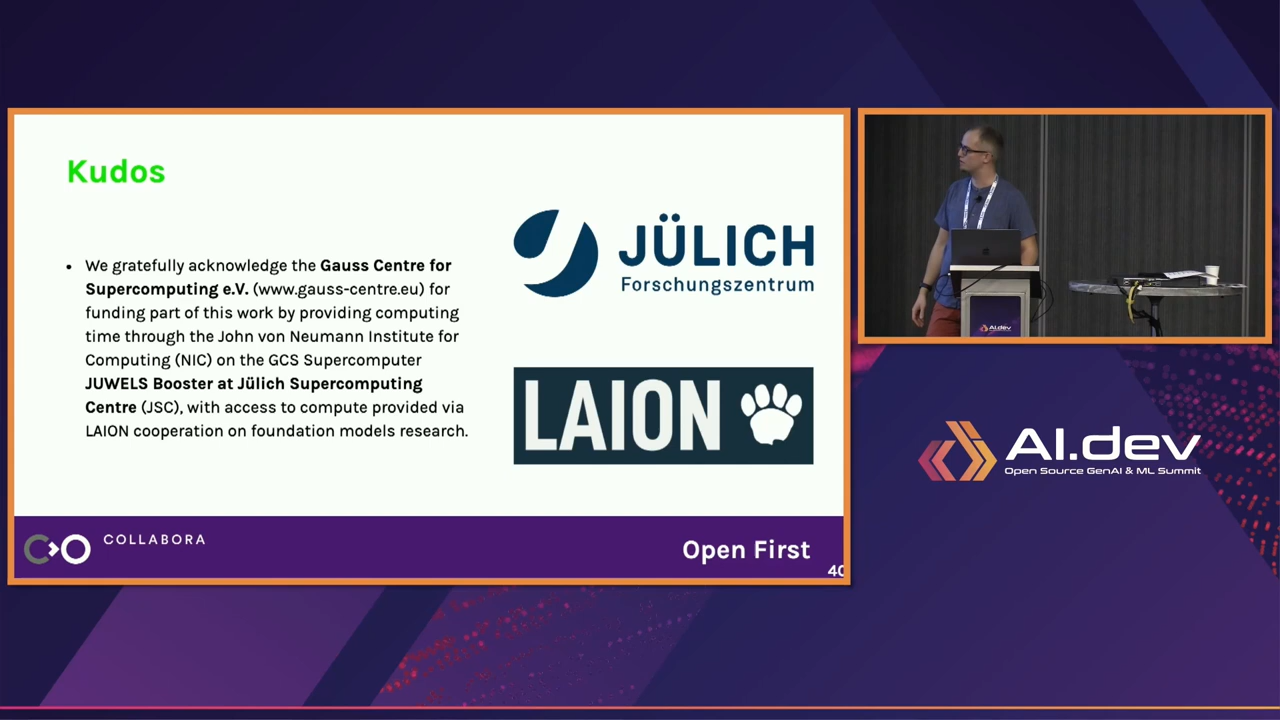 Kudos
• We gratefully acknowledge the Gauss Centre for
Supercomputing e.V. (www.gauss-centre.eu) for
funding part of this work by providing computing
time through the John von Neumann Institute for
Computing (NIC) on the GCS Supercomputer
JUWELS Booster at Jülich Supercomputing
Centre (JSC), with access to compute provided via
LAION cooperation on foundation models research.
JÜLICH
Forschungszentrum
LAION
COLLABORA
Open First
40
AI.dev
AI.dev
Open Source GenAI & ML Summit